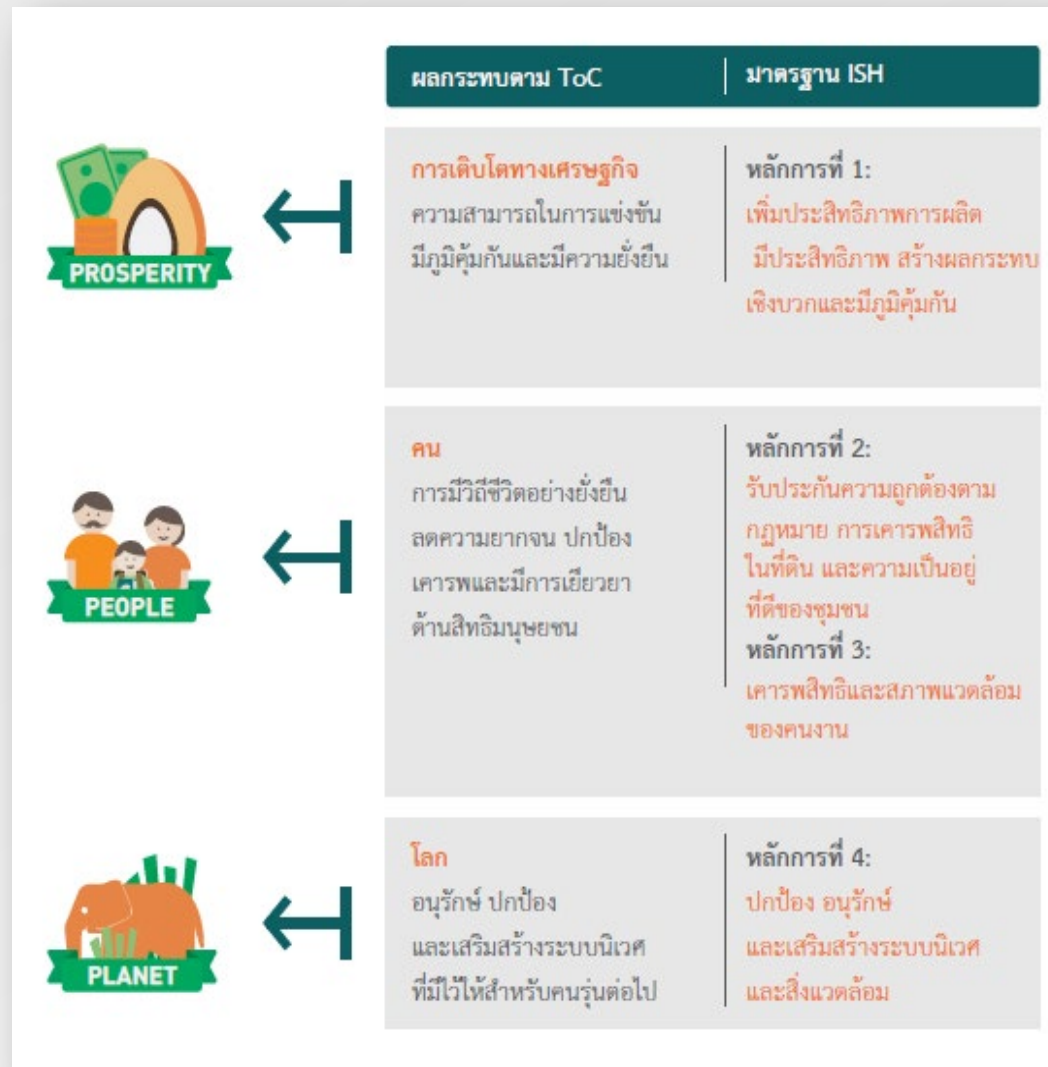 ผลกระทบตาม ToC
มาตรฐาน ISH
PROSPERITY
การเติบโตทางเศรษฐกิจ
ความสามารถในการแข่งขัน
มีภูมิคุ้มกันและมีความยั่งยืน
หลักการที่ 1:
เพิ่มประสิทธิภาพการผลิต
มีประสิทธิภาพ สร้างผลกระทบ
เชิงบวกและมีภูมิคุ้มกัน
PEOPLE
คน
การมีวิถีชีวิตอย่างยั่งยืน
ลดความยากจน ปกป้อง
เคารพและมีการเยียวยา
ด้านสิทธิมนุษยชน
หลักการที่ 2:
รับประกันความถูกต้องตาม
กฎหมาย การเคารพสิทธิ
ในที่ดิน และความเป็นอยู่
ที่ดีของชุมชน
หลักการที่ 3:
เคารพสิทธิและสภาพแวดล้อม
ของคนงาน
PLANET
โลก
อนุรักษ์ ปกป้อง
และเสริมสร้างระบบนิเวศ
ที่มีไว้ให้สำหรับคนรุ่นต่อไป
หลักการที่ 4:
ปกป้อง อนุรักษ์
และเสริมสร้างระบบนิเวศ
และสิ่งแวดล้อม